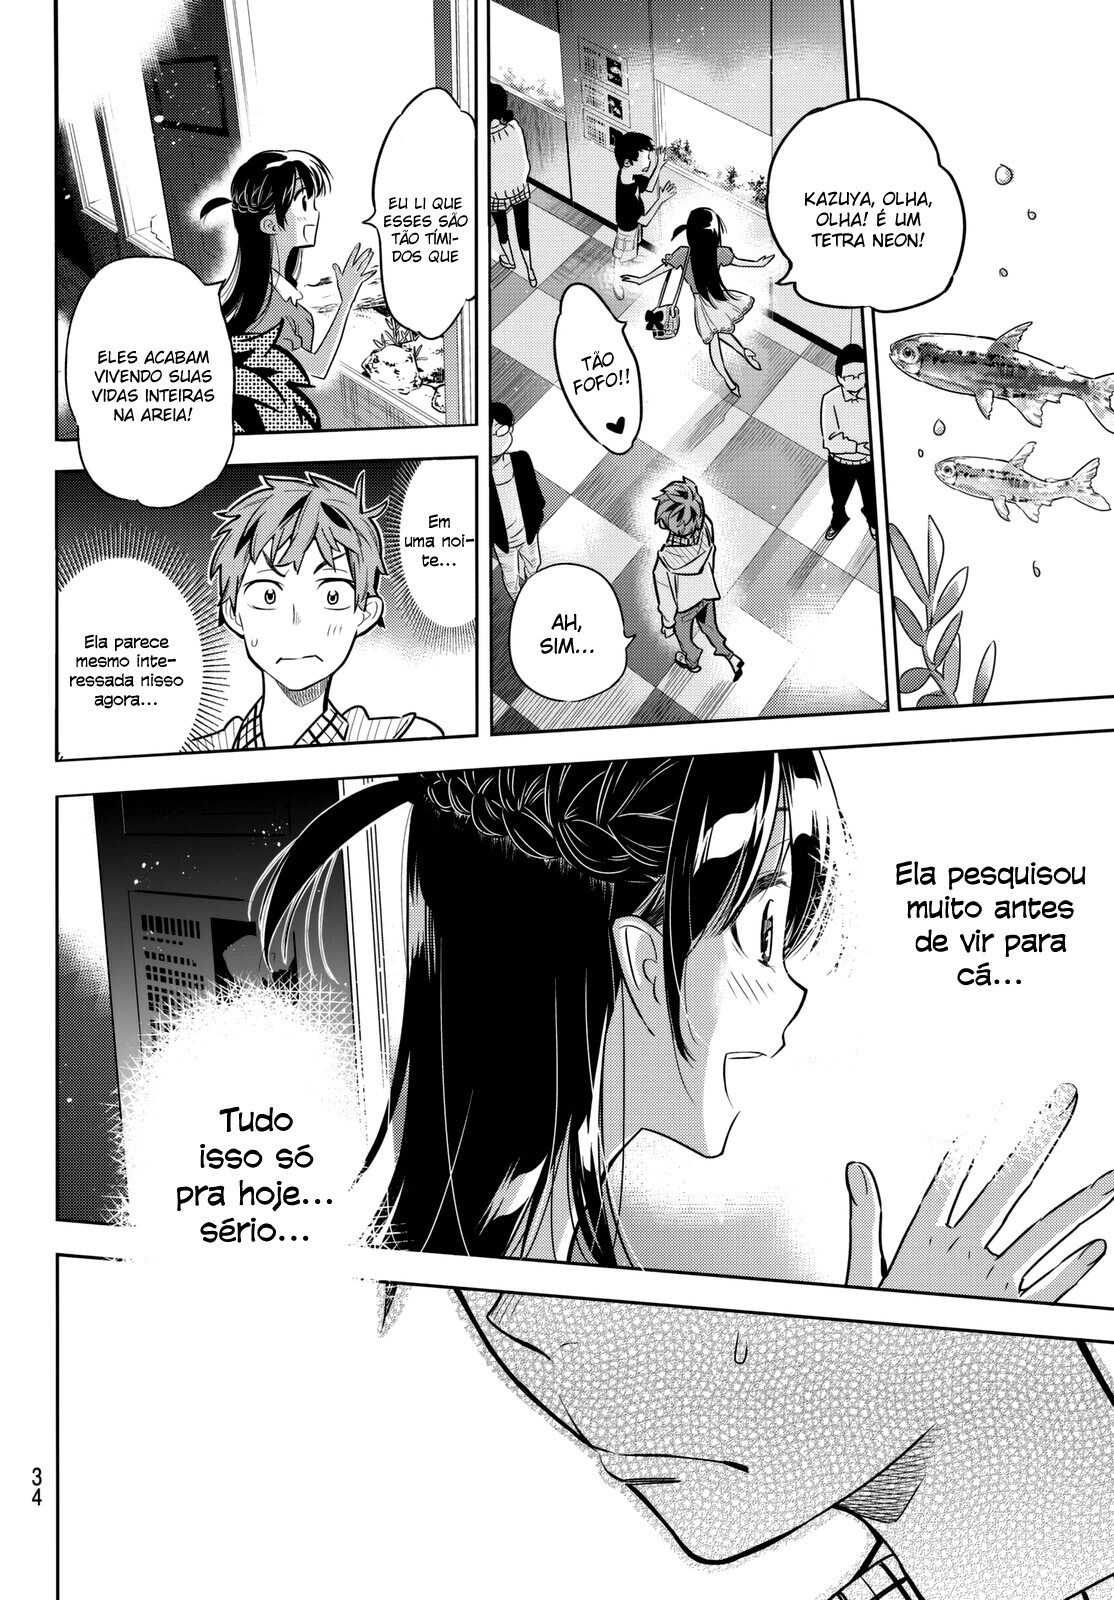 KAZUYA, OLHA,
OLHA! É UM
TETRA NEON!
TÃO
FOFO!!
AH,
SIM...
EU LI QUE
ESSES SÃO
TÃO TÍMI-
DOS QUE
ELES ACABAM
VIVENDO SUAS
VIDAS INTEIRAS
NA AREIA!
Em
uma noi-
te...
Ela parece
mesmo inte-
ressada nisso
agora...
Ela pesquisou
muito antes
de vir para
cá...
Tudo
isso só
pra hoje...
sério...
34